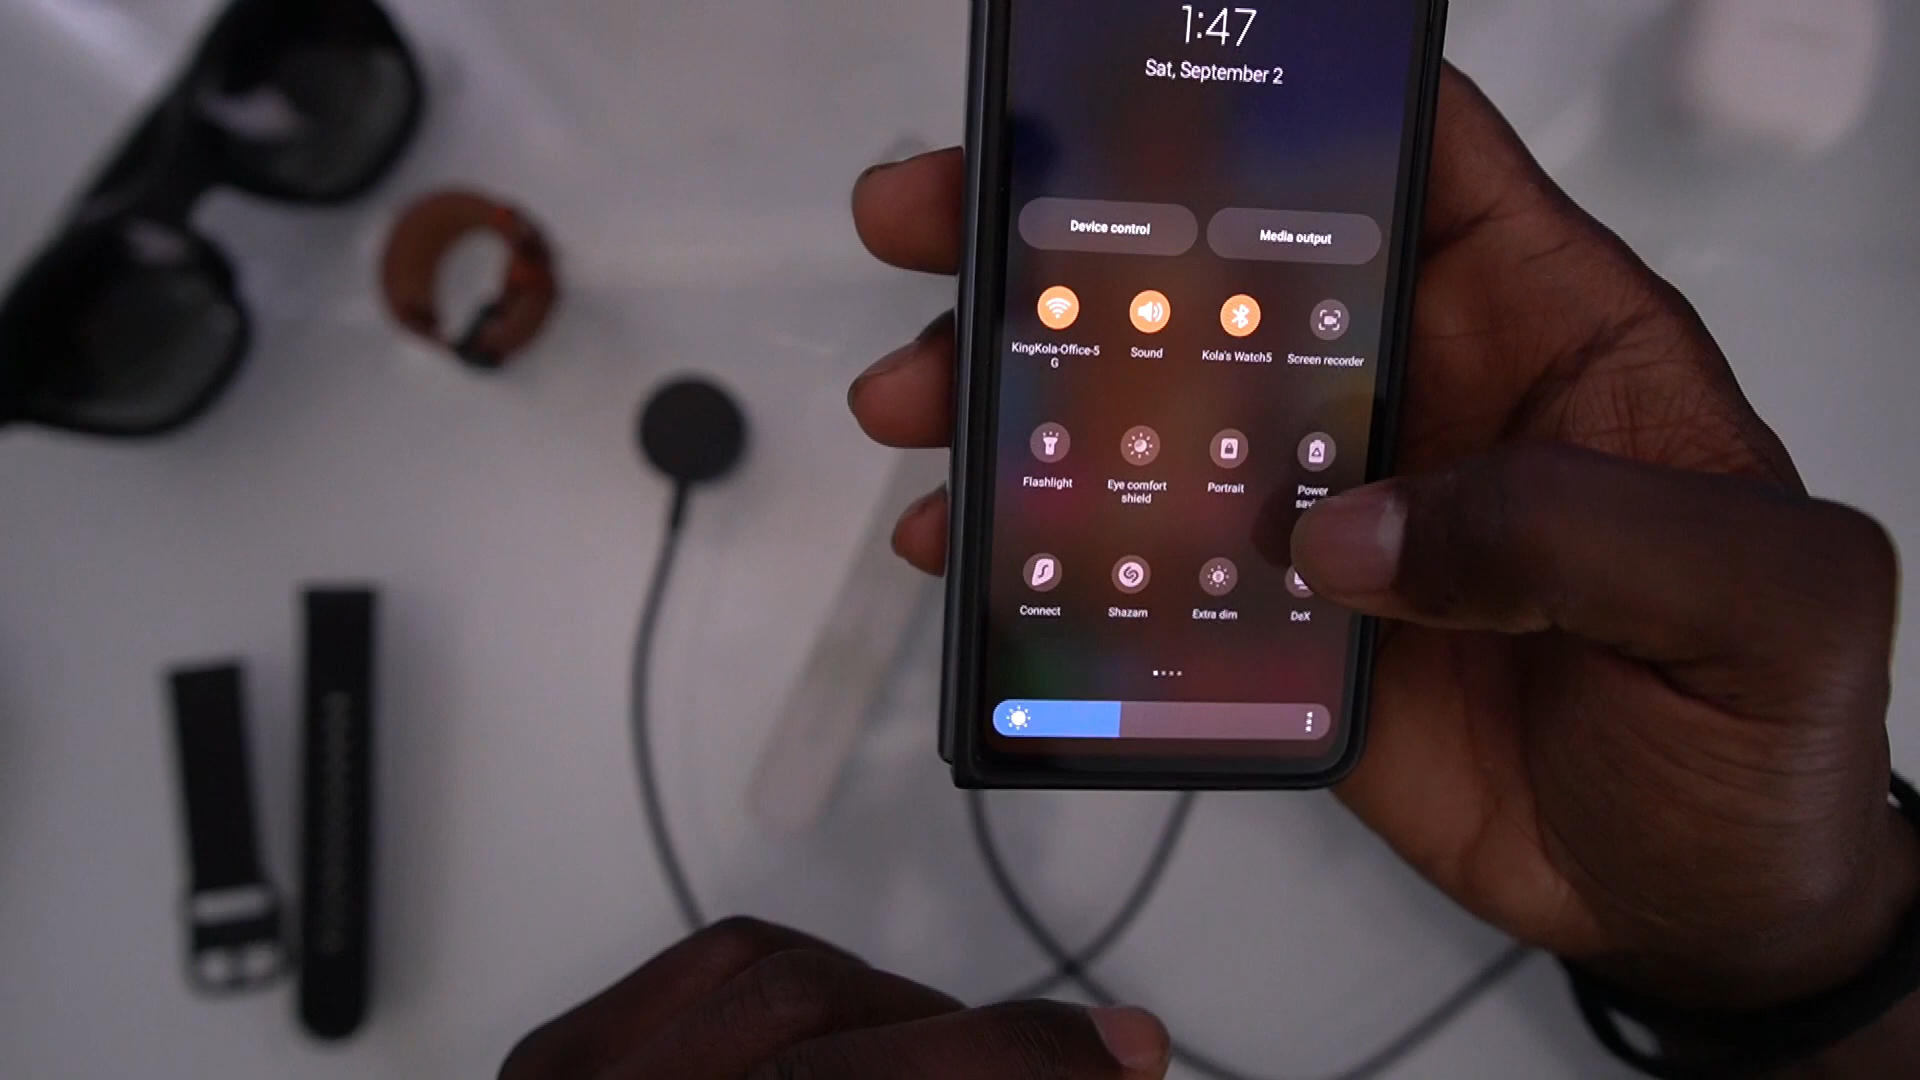 1:47
Sat, September 2
Device control
Media output
KingKola-Office-5
G
Sound
Kola's Watch5
Screen recorder
Flashlight
Eye comfort
shield
Portrait
Power
Connect
Shazam
Extra dim
DeX